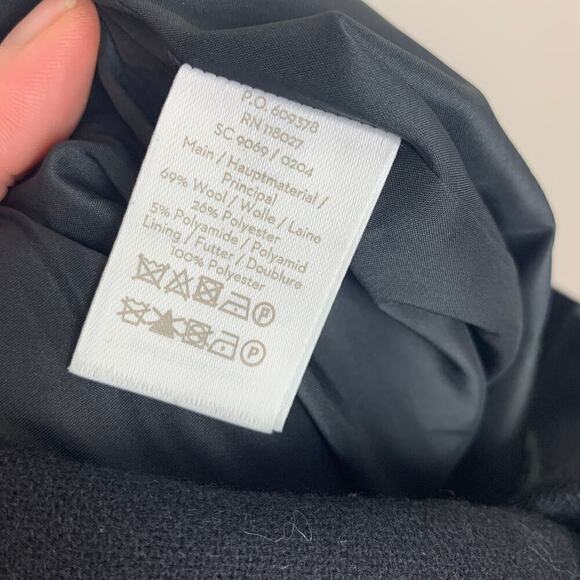 P.O. 609378
RN 118027
SC 9069 / 0204
Main / Hauptmaterial /
Principal
69% Wool / Wolle / Laine
26% Polyester
5% Polyamide / Polyamid
Lining / Futter / Doublure
100% Polyester
P
P